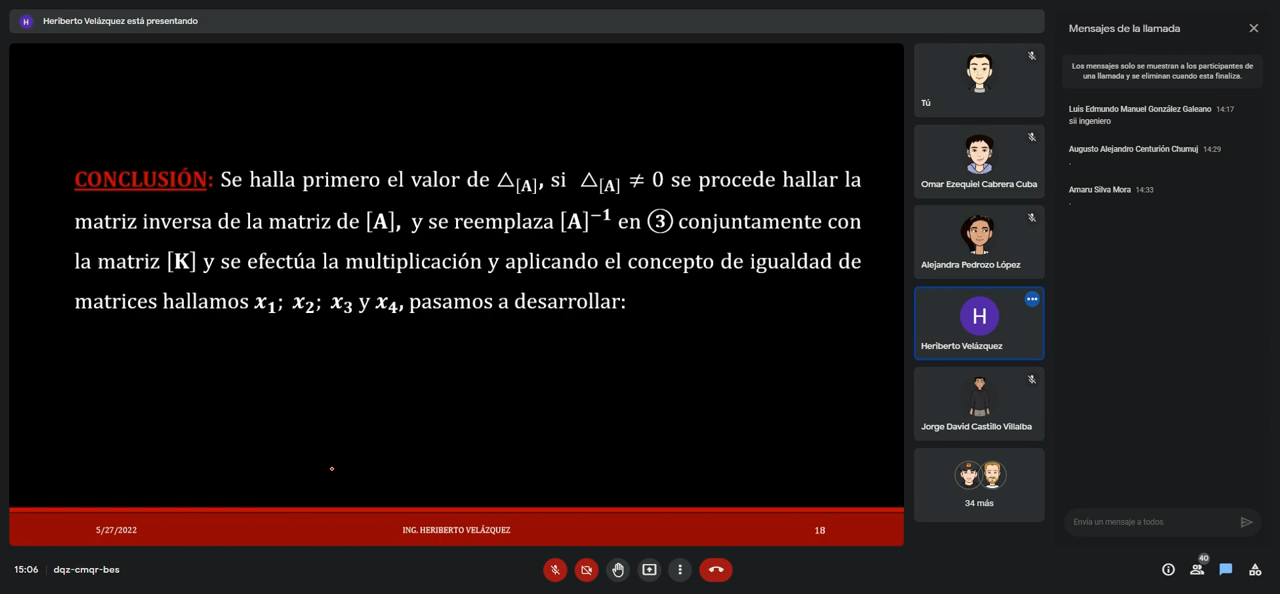 H Heriberto Velázquez está presentando
CONCLUSIÓN: Se halla primero el valor de △[A], si △[A] ≠ 0 se procede hallar la
matriz inversa de la matriz de [A], y se reemplaza [A]⁻¹ en ③ conjuntamente con
la matriz [K] y se efectúa la multiplicación y aplicando el concepto de igualdad de
matrices hallamos x₁; x₂; x₃ y x₄, pasamos a desarrollar:
5/27/2022 ING. HERIBERTO VELÁZQUEZ 18
Tú
Omar Ezequiel Cabrera Cuba
Alejandra Pedrozo López
H
Heriberto Velázquez
Jorge David Castillo Villalba
34 más
Mensajes de la llamada
Los mensajes solo se muestran a los participantes de
una llamada y se eliminan cuando esta finaliza.
Luis Edmundo Manuel González Galeano 14:17
sii ingeniero
Augusto Alejandro Centurión Chumuj 14:29
.
Amaru Silva Mora 14:33
.
Envía un mensaje a todos
15:06 dqz-cmqr-bes
40